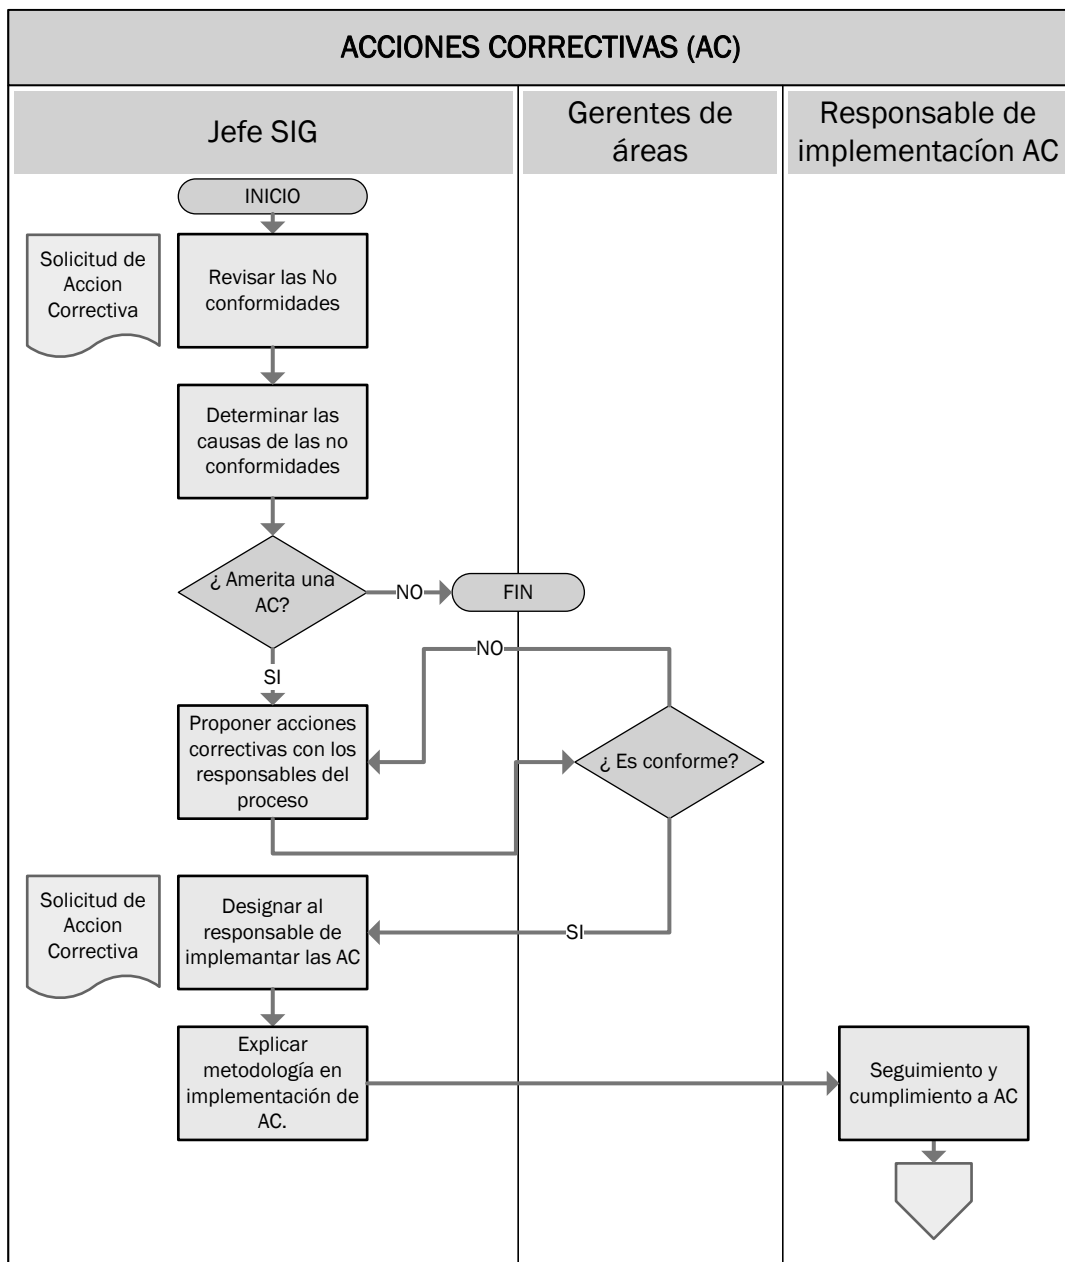 ACCIONES CORRECTIVAS (AC)
Jefe SIG
Gerentes de
áreas
Responsable de
implementacíon AC
INICIO
Solicitud de
Accion
Correctiva
Revisar las No
conformidades
Determinar las
causas de las no
conformidades
¿ Amerita una
AC?
NO
FIN
NO
SI
Proponer acciones
correctivas con los
responsables del
proceso
¿ Es conforme?
Solicitud de
Accion
Correctiva
Designar al
responsable de
implemantar las AC
SI
Explicar
metodología en
implementación de
AC.
Seguimiento y
cumplimiento a AC